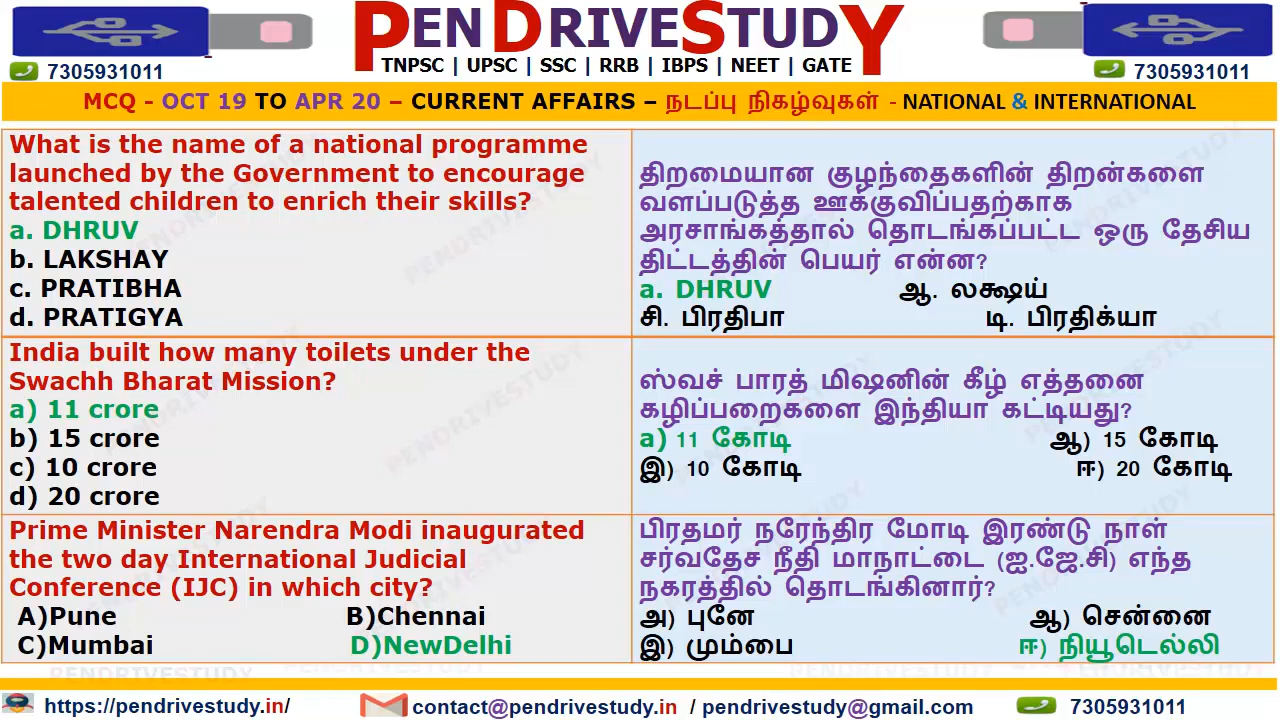 PENDRIVESTUDY
TNPSC | UPSC | SSC | RRB | IBPS | NEET | GATE
7305931011
7305931011
MCQ - OCT 19 TO APR 20 – CURRENT AFFAIRS – நடப்பு நிகழ்வுகள் - NATIONAL & INTERNATIONAL
What is the name of a national programme
launched by the Government to encourage
talented children to enrich their skills?
a. DHRUV
b. LAKSHAY
c. PRATIBHA
d. PRATIGYA
திறமையான குழந்தைகளின் திறன்களை
வளப்படுத்த ஊக்குவிப்பதற்காக
அரசாங்கத்தால் தொடங்கப்பட்ட ஒரு தேசிய
திட்டத்தின் பெயர் என்ன?
a. DHRUV ஆ. லக்ஷய்
சி. பிரதிபா டி. பிரதிக்யா
India built how many toilets under the
Swachh Bharat Mission?
a) 11 crore
b) 15 crore
c) 10 crore
d) 20 crore
ஸ்வச் பாரத் மிஷனின் கீழ் எத்தனை
கழிப்பறைகளை இந்தியா கட்டியது?
a) 11 கோடி ஆ) 15 கோடி
இ) 10 கோடி ஈ) 20 கோடி
Prime Minister Narendra Modi inaugurated
the two day International Judicial
Conference (IJC) in which city?
A)Pune B)Chennai
C)Mumbai D)NewDelhi
பிரதமர் நரேந்திர மோடி இரண்டு நாள்
சர்வதேச நீதி மாநாட்டை (ஐ.ஜே.சி) எந்த
நகரத்தில் தொடங்கினார்?
அ) புனே ஆ) சென்னை
இ) மும்பை ஈ) நியூடெல்லி
https://pendrivestudy.in/ contact@pendrivestudy.in / pendrivestudy@gmail.com 7305931011